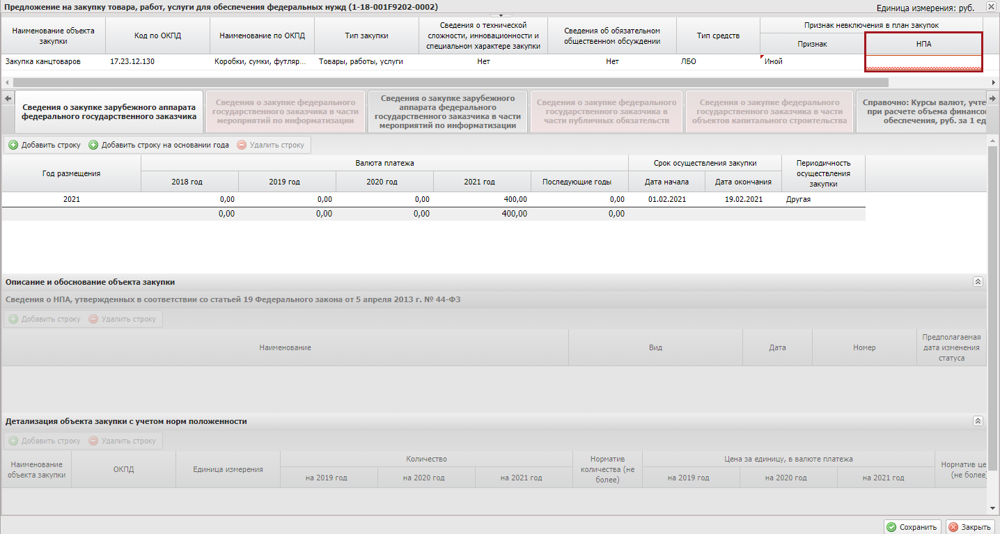 Предложение на закупку товара, работ, услуги для обеспечения федеральных нужд (1-18-001F9202-0002)
Единица измерения: руб.
Наименование объекта закупки
Код по ОКПД
Наименование по ОКПД
Тип закупки
Сведения о технической сложности, инновационности и специальном характере закупки
Сведения об обязательном общественном обсуждении
Тип средств
Признак невключения в план закупок
Признак
НПА
Закупка канцтоваров
17.23.12.130
Коробки, сумки, футляр...
Товары, работы, услуги
Нет
Нет
ЛБО
Иной
Сведения о закупке зарубежного аппарата федерального государственного заказчика
Сведения о закупке федерального государственного заказчика в части мероприятий по информатизации
Сведения о закупке зарубежного аппарата федерального государственного заказчика в части мероприятий по информатизации
Сведения о закупке федерального государственного заказчика в части публичных обязательств
Сведения о закупке федерального государственного заказчика в части объектов капитального строительства
Справочно: Курсы валют, учте при расчете объема финансо обеспечения, руб. за 1 ед
Добавить строку
Добавить строку на основании года
Удалить строку
Год размещения
Валюта платежа
2018 год
2019 год
2020 год
2021 год
Последующие годы
Срок осуществления закупки
Дата начала
Дата окончания
Периодичность осуществления закупки
2021
0,00
0,00
0,00
400,00
0,00
01.02.2021
19.02.2021
Другая
0,00
0,00
0,00
400,00
0,00
Описание и обоснование объекта закупки
Сведения о НПА, утвержденных в соответствии со статьей 19 Федерального закона от 5 апреля 2013 г. № 44-ФЗ
Добавить строку
Удалить строку
Наименование
Вид
Дата
Номер
Предполагаемая дата изменения статуса
Детализация объекта закупки с учетом норм положенности
Добавить строку
Удалить строку
Наименование объекта закупки
ОКПД
Единица измерения
Количество
на 2019 год
на 2020 год
на 2021 год
Норматив количества (не более)
Цена за единицу, в валюте платежа
на 2019 год
на 2020 год
на 2021 год
Норматив це (не более)
Сохранить
Закрыть